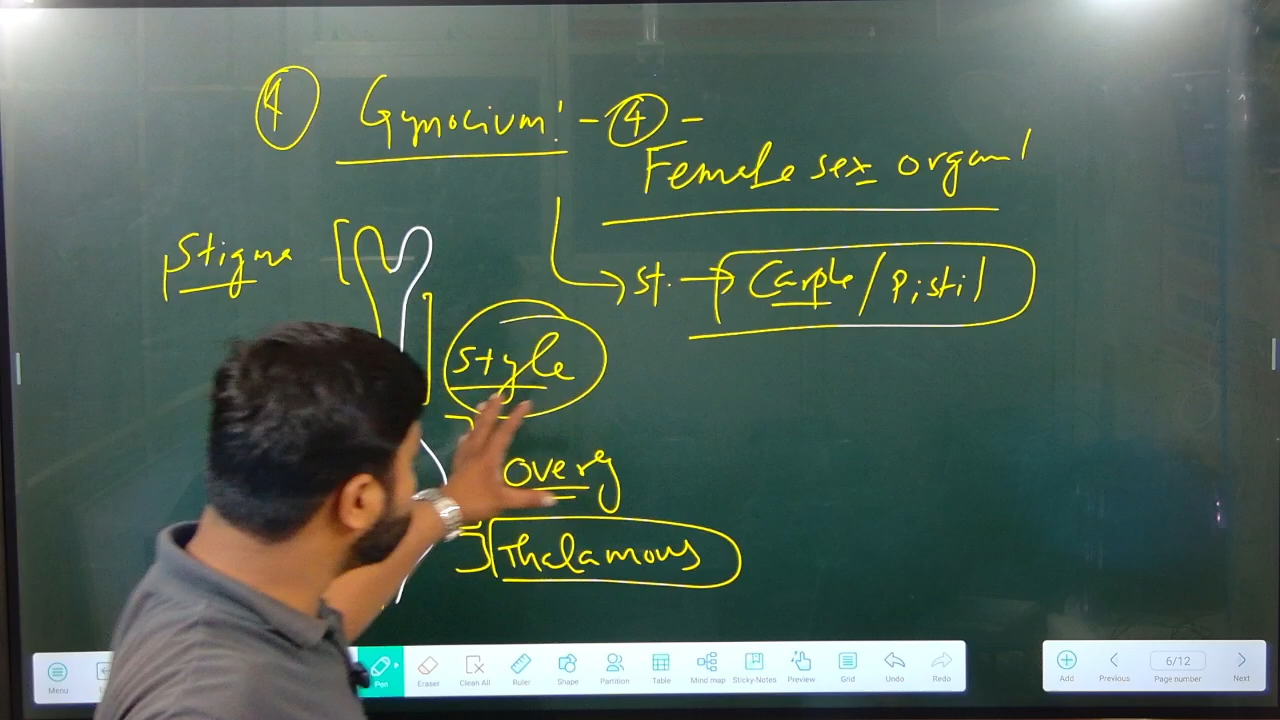 4 Gynocium! - 4 -
Female sex organ
Stigma
St. → Carple / Pistil
Style
overy
Thalamous
Menu
Pen
Eraser
Clean All
Ruler
Shape
Partition
Table
Mind map
Sticky-Notes
Preview
Grid
Undo
Redo
Add
Previous
6/12
Page number
Next